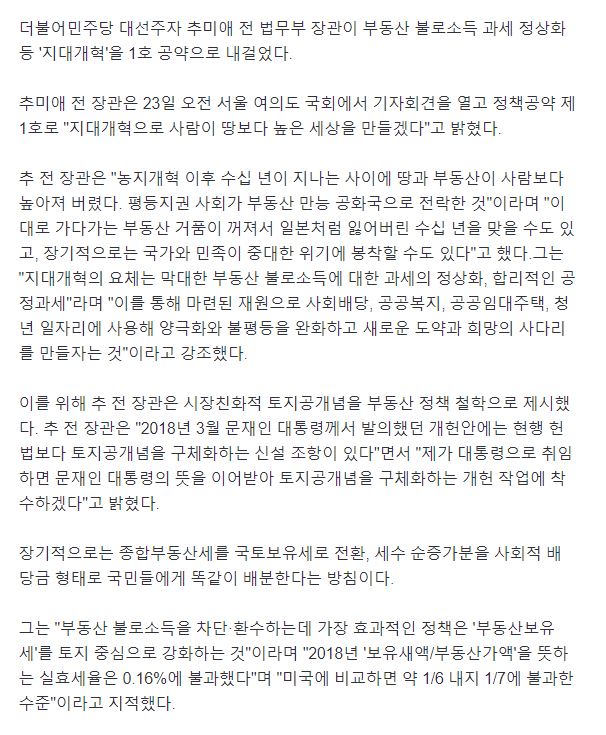 더불어민주당 대선주자 추미애 전 법무부 장관이 부동산 불로소득 과세 정상화
등 '지대개혁'을 1호 공약으로 내걸었다.
추미애 전 장관은 23일 오전 서울 여의도 국회에서 기자회견을 열고 정책공약 제
1호로 "지대개혁으로 사람이 땅보다 높은 세상을 만들겠다"고 밝혔다.
추 전 장관은 "농지개혁 이후 수십 년이 지나는 사이에 땅과 부동산이 사람보다
높아져 버렸다. 평등지권 사회가 부동산 만능 공화국으로 전락한 것"이라며 "이
대로 가다가는 부동산 거품이 꺼져서 일본처럼 잃어버린 수십 년을 맞을 수도 있
고, 장기적으로는 국가와 민족이 중대한 위기에 봉착할 수도 있다"고 했다.그는
"지대개혁의 요체는 막대한 부동산 불로소득에 대한 과세의 정상화, 합리적인 공
정과세"라며 "이를 통해 마련된 재원으로 사회배당, 공공복지, 공공임대주택, 청
년 일자리에 사용해 양극화와 불평등을 완화하고 새로운 도약과 희망의 사다리
를 만들자는 것"이라고 강조했다.
이를 위해 추 전 장관은 시장친화적 토지공개념을 부동산 정책 철학으로 제시했
다. 추 전 장관은 "2018년 3월 문재인 대통령께서 발의했던 개헌안에는 현행 헌
법보다 토지공개념을 구체화하는 신설 조항이 있다"면서 "제가 대통령으로 취임
하면 문재인 대통령의 뜻을 이어받아 토지공개념을 구체화하는 개헌 작업에 착
수하겠다"고 밝혔다.
장기적으로는 종합부동산세를 국토보유세로 전환, 세수 순증가분을 사회적 배
당금 형태로 국민들에게 똑같이 배분한다는 방침이다.
그는 "부동산 불로소득을 차단·환수하는데 가장 효과적인 정책은 '부동산보유
세'를 토지 중심으로 강화하는 것"이라며 "2018년 '보유새액/부동산가액'을 뜻하
는 실효세율은 0.16%에 불과했다"며 "미국에 비교하면 약 1/6 내지 1/7에 불과한
수준"이라고 지적했다.